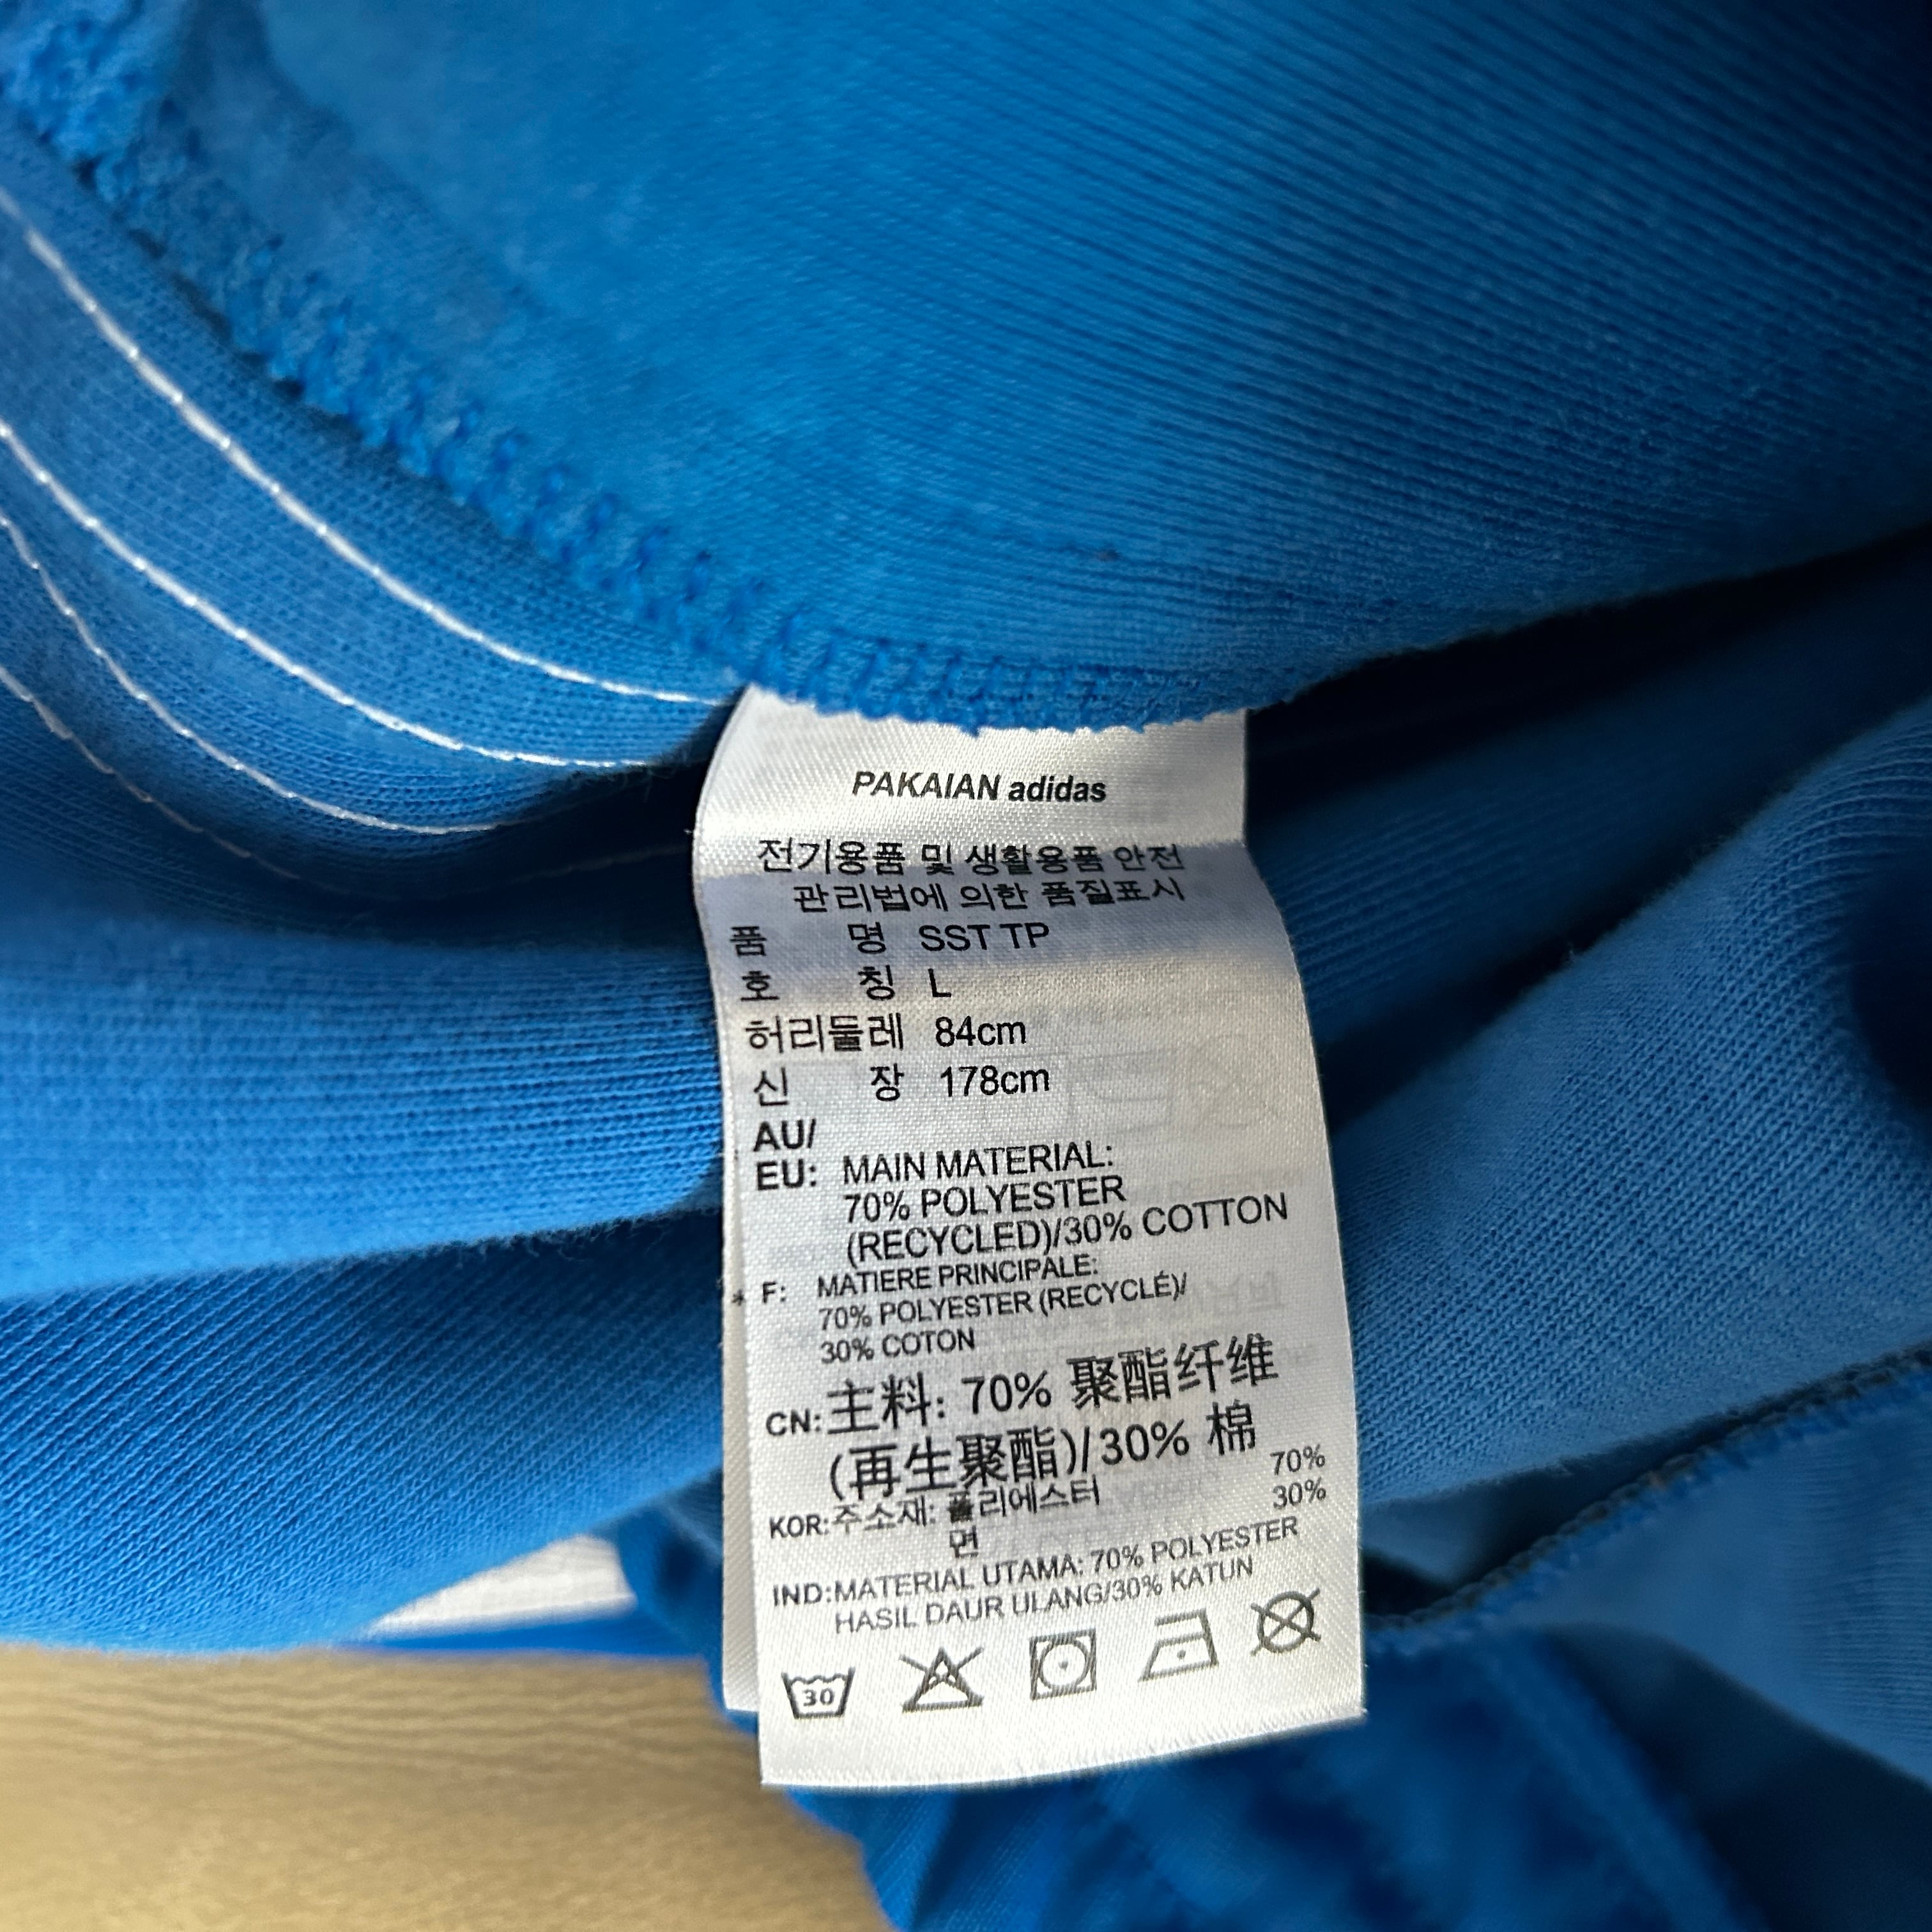 PAKAIAN adidas
전기용품 및 생활용품 안전
관리법에 의한 품질표시
품 명 SST TP
호 칭 L
허리둘레 84cm
신 장 178cm
AU/
EU: MAIN MATERIAL:
70% POLYESTER
(RECYCLED)/30% COTTON
* F: MATIERE PRINCIPALE:
70% POLYESTER (RECYCLÉ)/
30% COTON
CN: 主料: 70% 聚酯纤维
(再生聚酯)/30% 棉
KOR: 주소재: 폴리에스터 70%
면 30%
IND: MATERIAL UTAMA: 70% POLYESTER
HASIL DAUR ULANG/30% KATUN
30